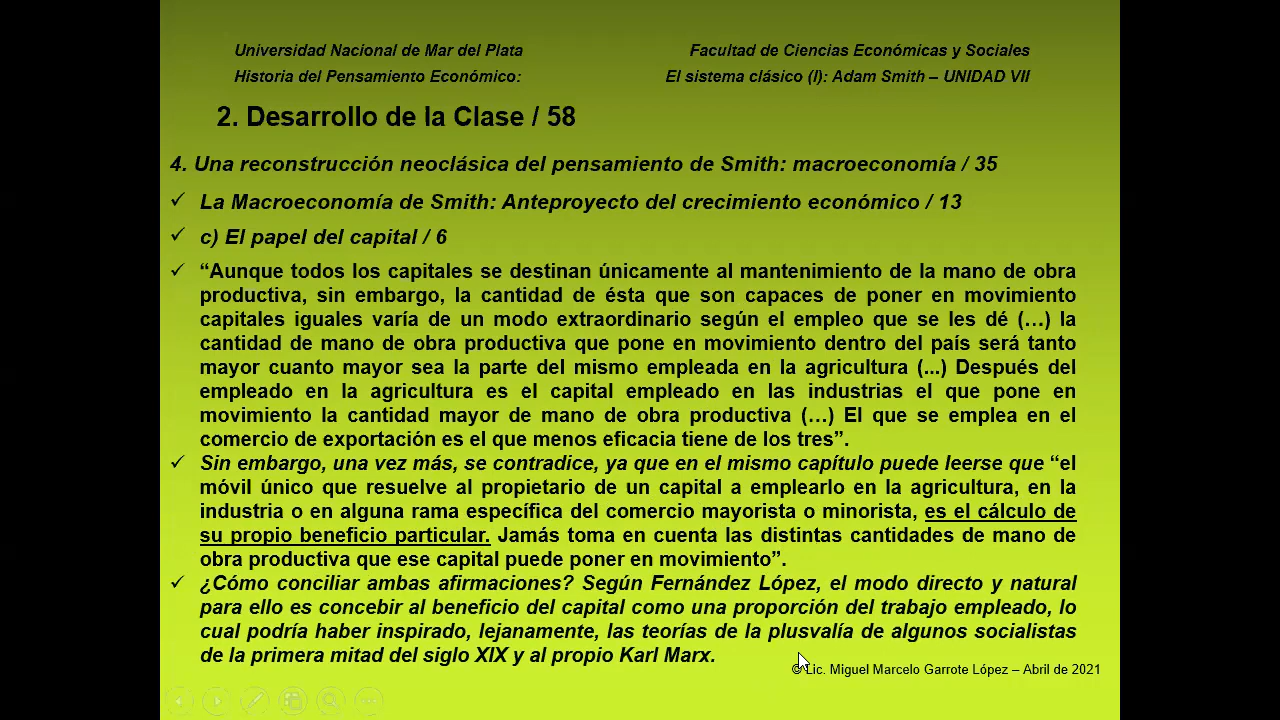 Universidad Nacional de Mar del Plata Facultad de Ciencias Económicas y Sociales
Historia del Pensamiento Económico: El sistema clásico (I): Adam Smith – UNIDAD VII
2. Desarrollo de la Clase / 58
4. Una reconstrucción neoclásica del pensamiento de Smith: macroeconomía / 35
✓ La Macroeconomía de Smith: Anteproyecto del crecimiento económico / 13
✓ c) El papel del capital / 6
✓ “Aunque todos los capitales se destinan únicamente al mantenimiento de la mano de obra
productiva, sin embargo, la cantidad de ésta que son capaces de poner en movimiento
capitales iguales varía de un modo extraordinario según el empleo que se les dé (…) la
cantidad de mano de obra productiva que pone en movimiento dentro del país será tanto
mayor cuanto mayor sea la parte del mismo empleada en la agricultura (...) Después del
empleado en la agricultura es el capital empleado en las industrias el que pone en
movimiento la cantidad mayor de mano de obra productiva (…) El que se emplea en el
comercio de exportación es el que menos eficacia tiene de los tres”.
✓ Sin embargo, una vez más, se contradice, ya que en el mismo capítulo puede leerse que “el
móvil único que resuelve al propietario de un capital a emplearlo en la agricultura, en la
industria o en alguna rama específica del comercio mayorista o minorista, es el cálculo de
su propio beneficio particular. Jamás toma en cuenta las distintas cantidades de mano de
obra productiva que ese capital puede poner en movimiento”.
✓ ¿Cómo conciliar ambas afirmaciones? Según Fernández López, el modo directo y natural
para ello es concebir al beneficio del capital como una proporción del trabajo empleado, lo
cual podría haber inspirado, lejanamente, las teorías de la plusvalía de algunos socialistas
de la primera mitad del siglo XIX y al propio Karl Marx.
© Lic. Miguel Marcelo Garrote López – Abril de 2021